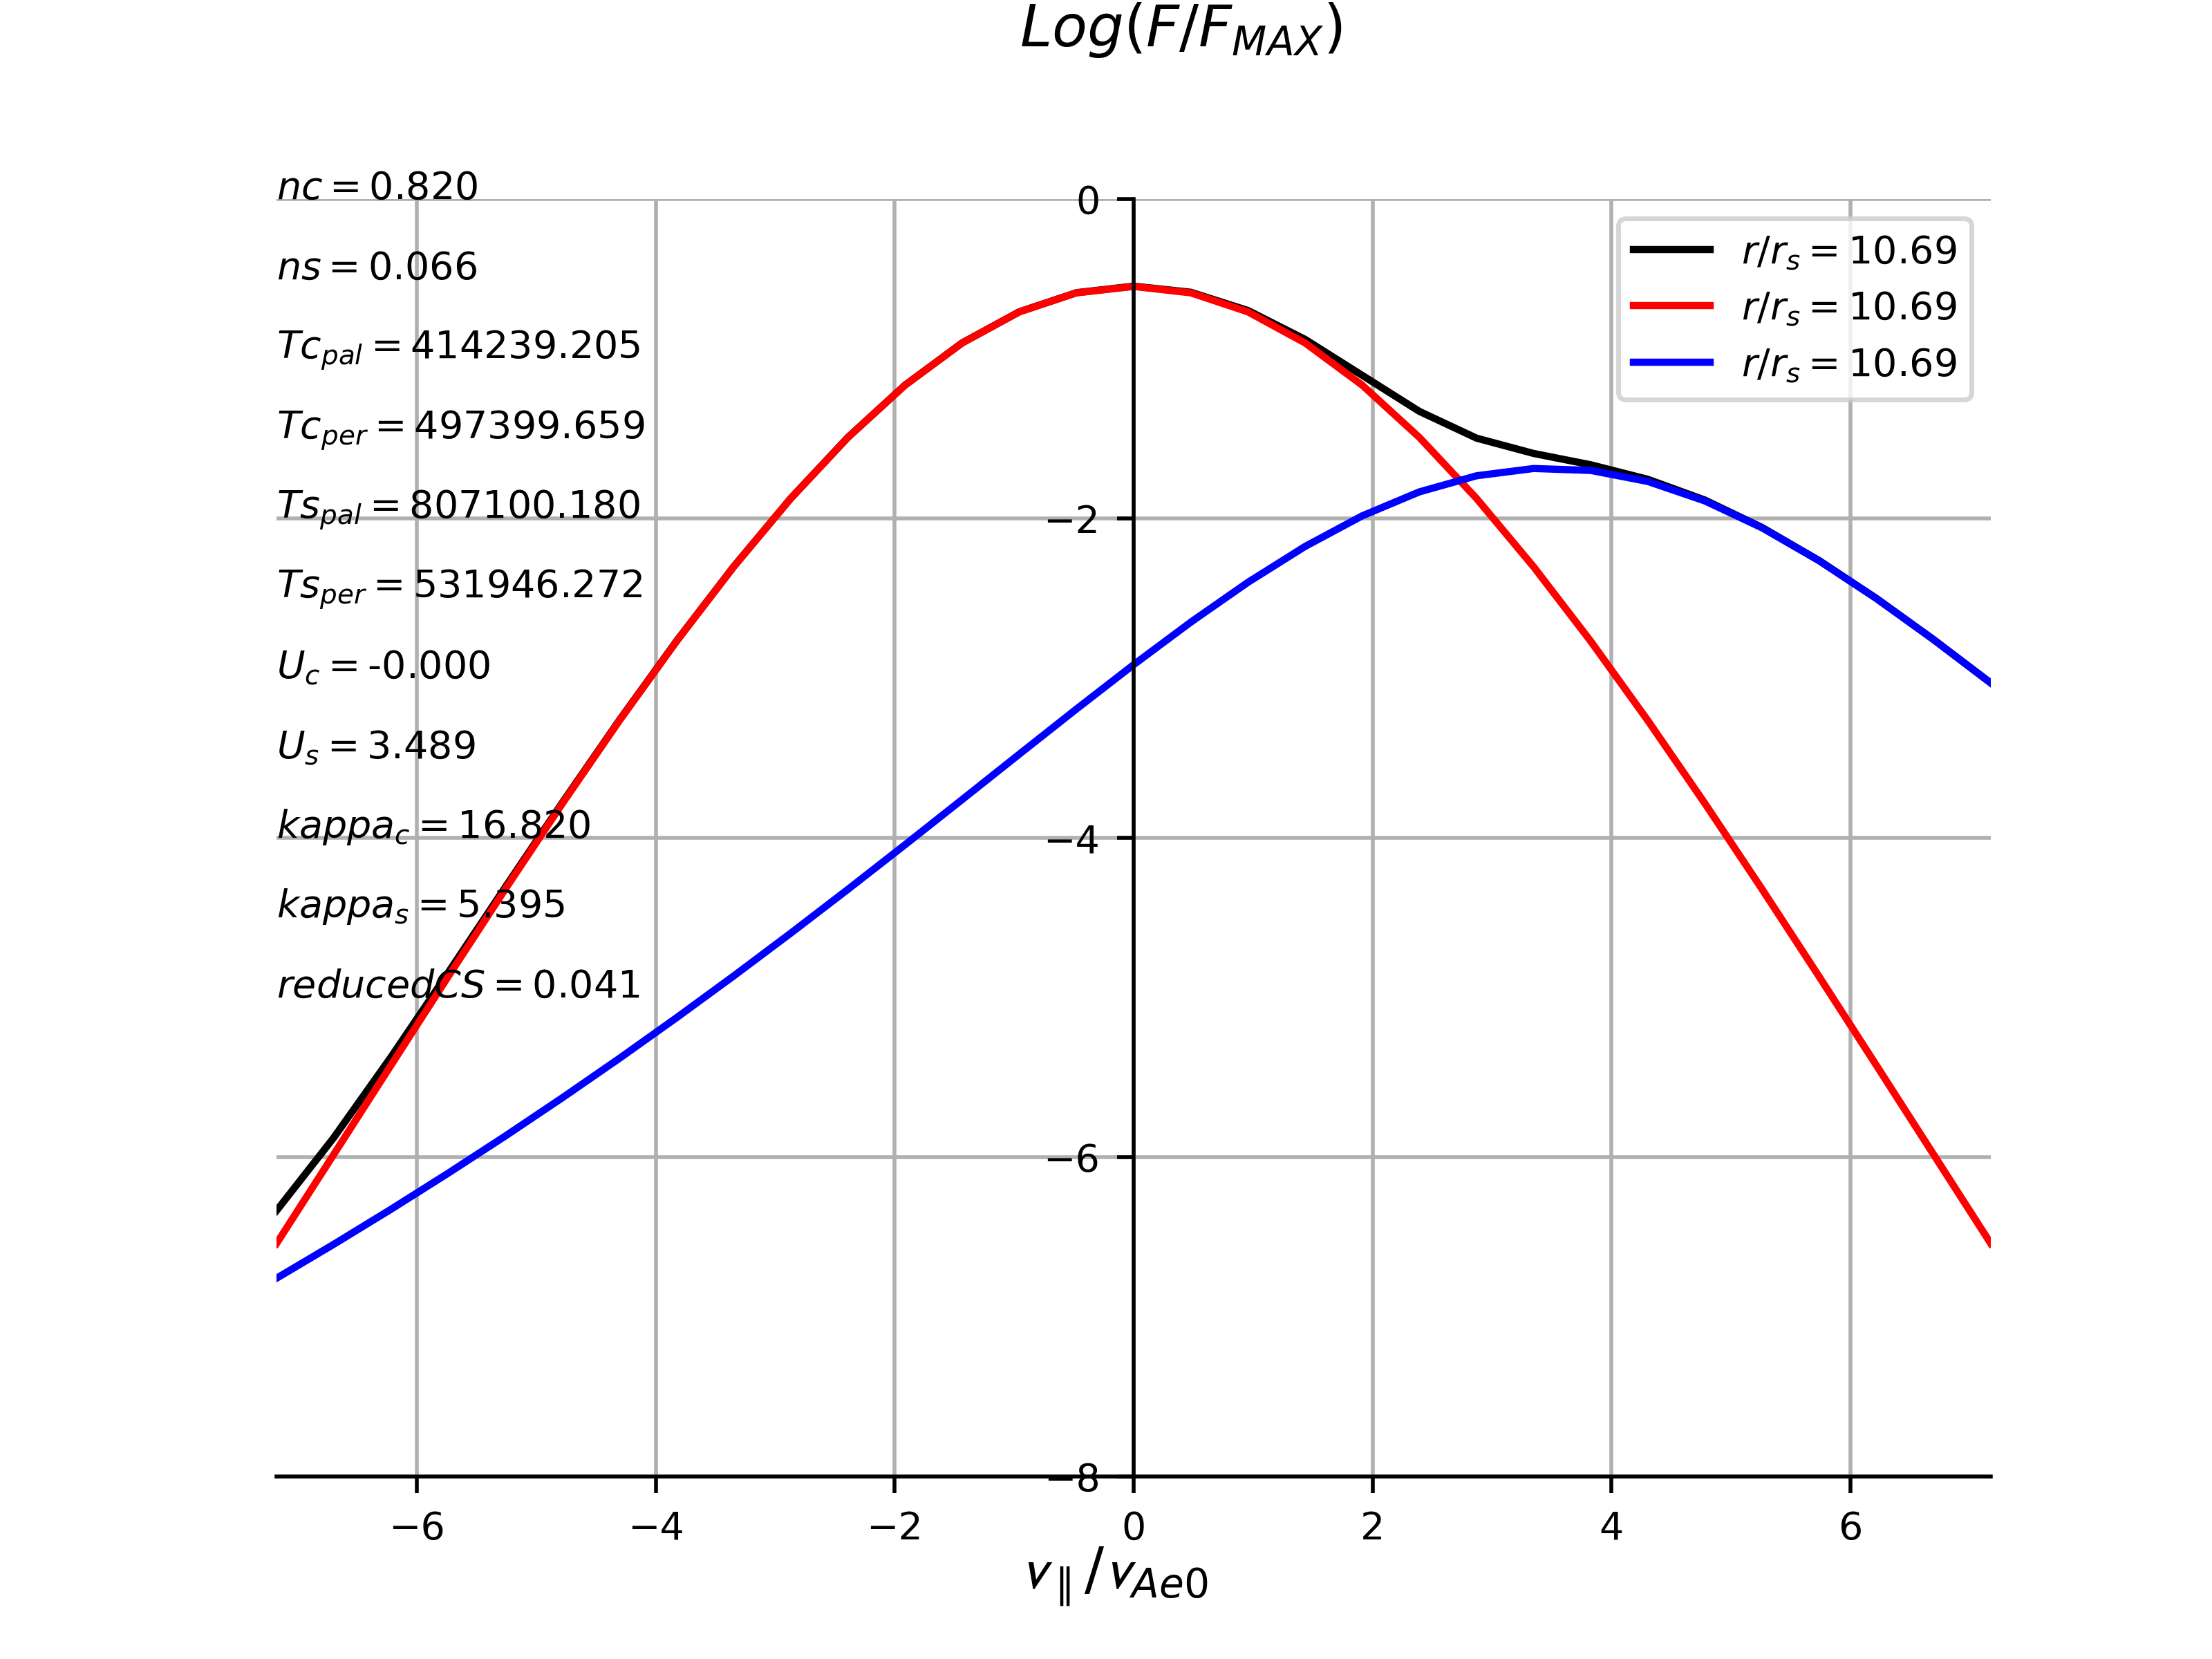 Log(F/F_MAX)
nc = 0.820
ns = 0.066
Tc_pal = 414239.205
Tc_per = 497399.659
Ts_pal = 807100.180
Ts_per = 531946.272
U_c = -0.000
U_s = 3.489
kappa_c = 16.820
kappa_s = 5.395
reducedCS = 0.041
0
−2
−4
−6
−8
r/r_s = 10.69
r/r_s = 10.69
r/r_s = 10.69
−6 −4 −2 0 2 4 6
v_∥/v_Ae0